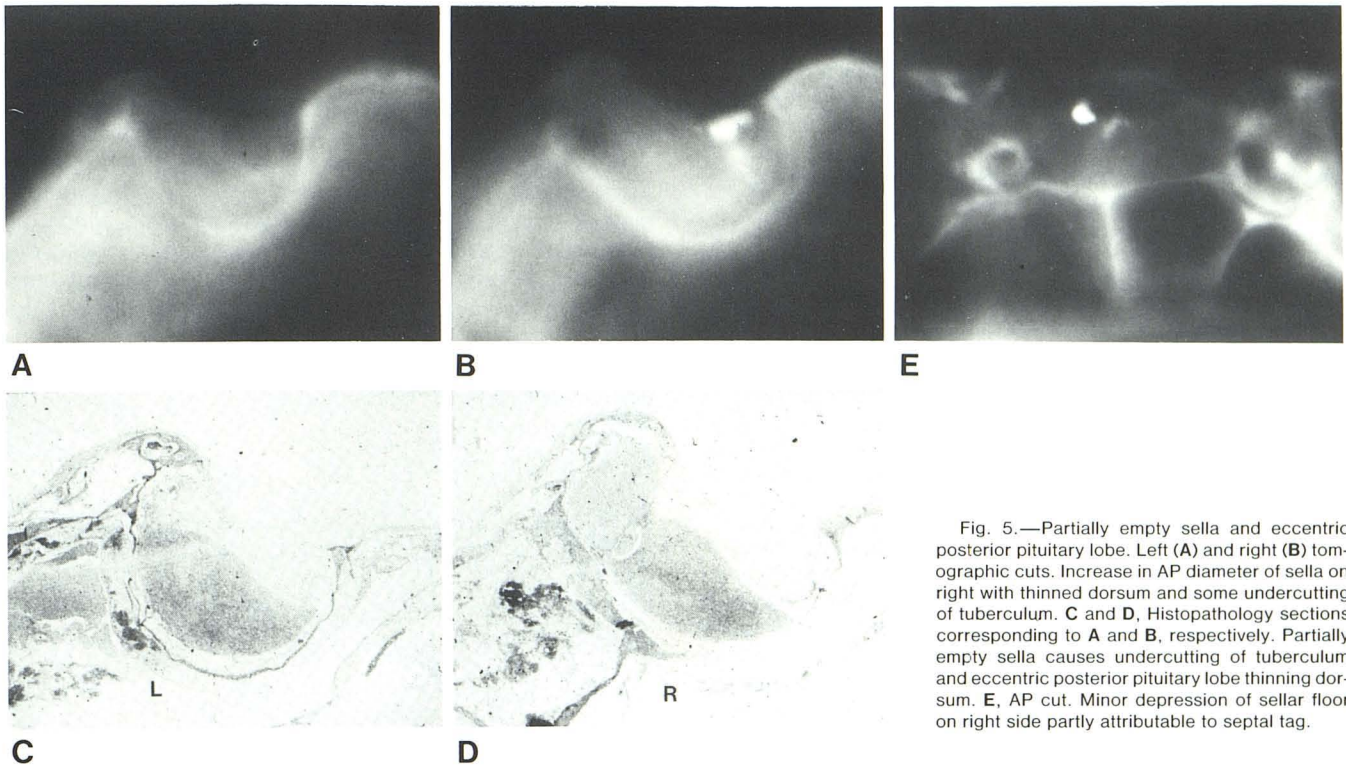 A
B
E
L
R
C
D
Fig. 5.—Partially empty sella and eccentric
posterior pituitary lobe. Left (A) and right (B) tom-
ographic cuts. Increase in AP diameter of sella on
right with thinned dorsum and some undercutting
of tuberculum. C and D, Histopathology sections
corresponding to A and B, respectively. Partially
empty sella causes undercutting of tuberculum
and eccentric posterior pituitary lobe thinning dor-
sum. E, AP cut. Minor depression of sellar floor
on right side partly attributable to septal tag.